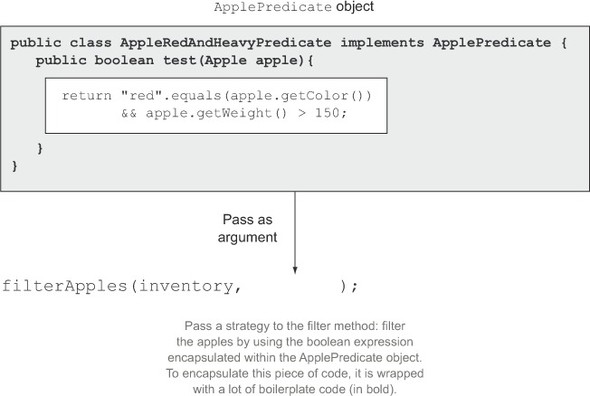 ApplePredicate object
public class AppleRedAndHeavyPredicate implements ApplePredicate {
public boolean test(Apple apple){
return "red".equals(apple.getColor())
&& apple.getWeight() > 150;
}
}
Pass as
argument
filterApples(inventory,          );
Pass a strategy to the filter method: filter
the apples by using the boolean expression
encapsulated within the ApplePredicate object.
To encapsulate this piece of code, it is wrapped
with a lot of boilerplate code (in bold).